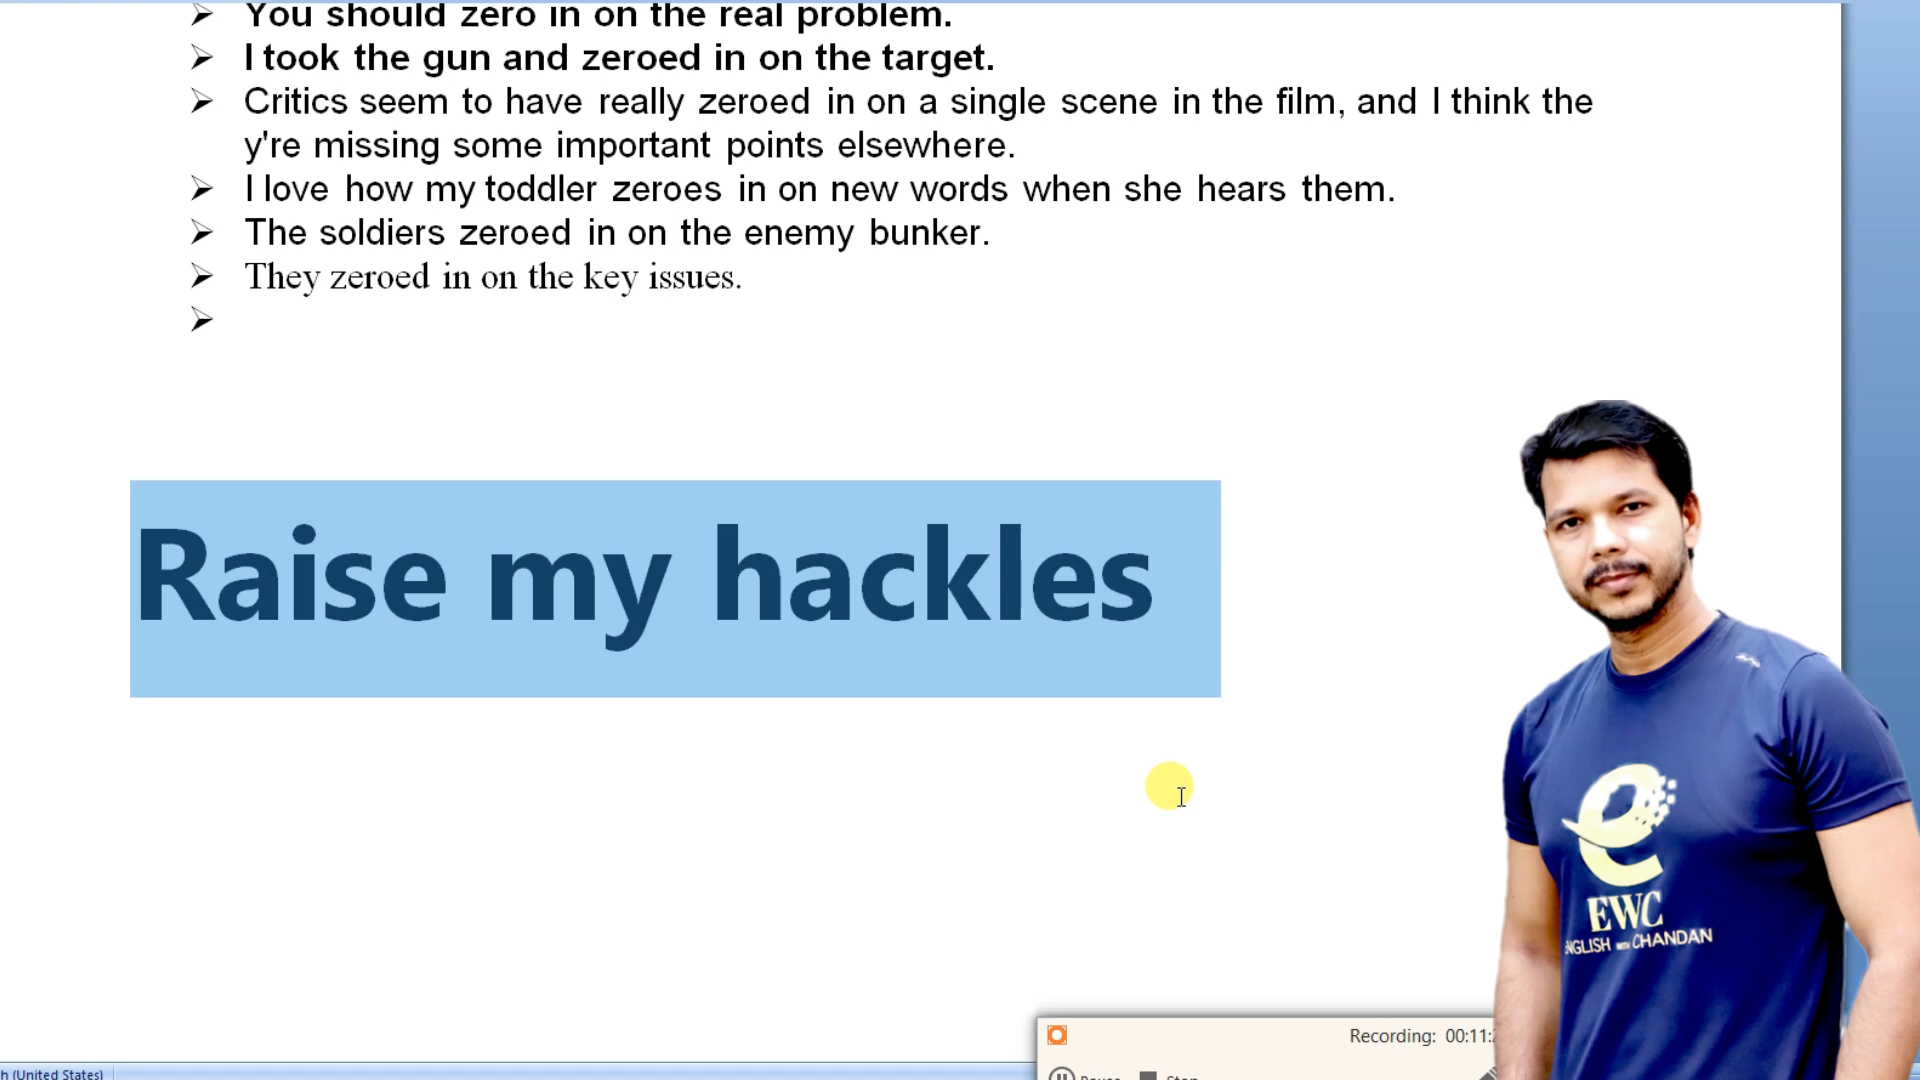 You should zero in on the real problem.
I took the gun and zeroed in on the target.
Critics seem to have really zeroed in on a single scene in the film, and I think the
y're missing some important points elsewhere.
I love how my toddler zeroes in on new words when she hears them.
The soldiers zeroed in on the enemy bunker.
They zeroed in on the key issues.
Raise my hackles
EWC
ENGLISH WITH CHANDAN
Recording: 00:11:
Pause Stop
h (United States)